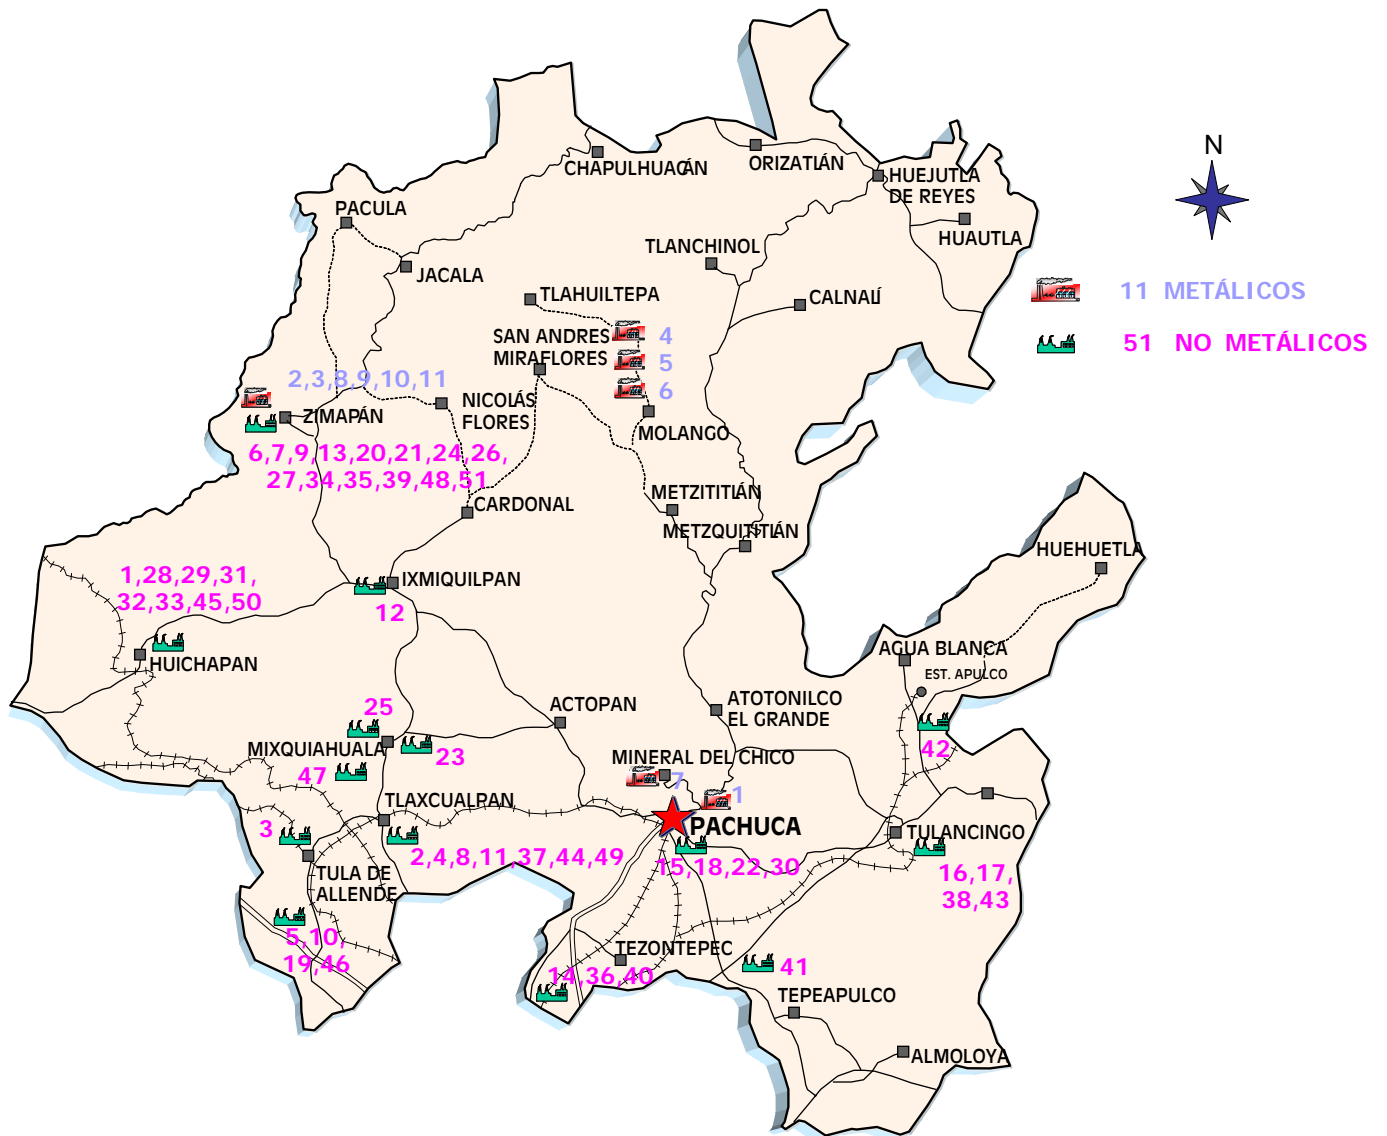 CHAPULHUACÁN
ORIZATLÁN
HUEJUTLA
DE REYES
N
PACULA
HUAUTLA
TLANCHINOL
JACALA
TLAHUILTEPA
CALNALÍ
11 METÁLICOS
SAN ANDRES
MIRAFLORES
4
5
6
51 NO METÁLICOS
2,3,8,9,10,11
NICOLÁS
FLORES
ZIMAPÁN
MOLANGO
6,7,9,13,20,21,24,26,
27,34,35,39,48,51
CARDONAL
METZITITLÁN
METZQUITITLÁN
HUEHUETLA
1,28,29,31,
32,33,45,50
IXMIQUILPAN
12
HUICHAPAN
AGUA BLANCA
EST. APULCO
25
ACTOPAN
ATOTONILCO
EL GRANDE
MIXQUIAHUALA
23
42
47
MINERAL DEL CHICO
7
1
TLAXCUALPAN
3
PACHUCA
TULANCINGO
2,4,8,11,37,44,49
15,18,22,30
TULA DE
ALLENDE
16,17,
38,43
5,10,
19,46
TEZONTEPEC
14,36,40
41
TEPEAPULCO
ALMOLOYA